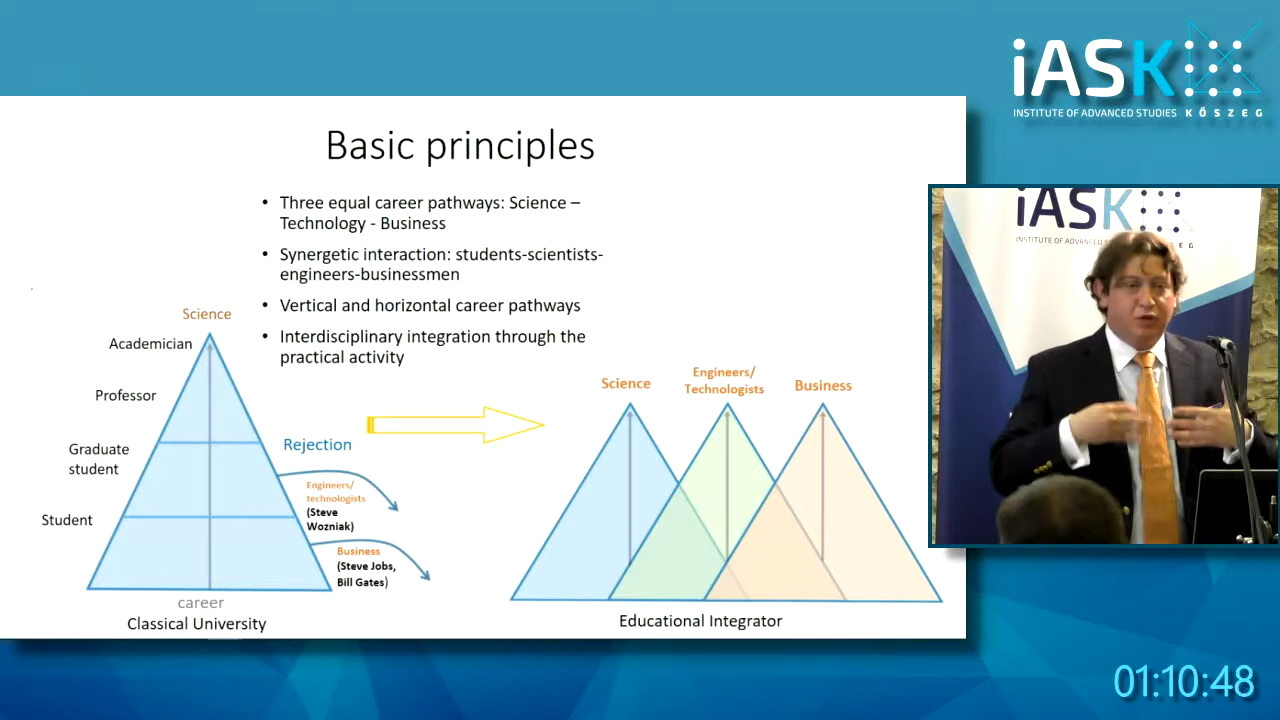 iASK
INSTITUTE OF ADVANCED STUDIES KŐSZEG
Basic principles
• Three equal career pathways: Science –
Technology - Business
• Synergetic interaction: students-scientists-
engineers-businessmen
• Vertical and horizontal career pathways
• Interdisciplinary integration through the
practical activity
Science
Academician
Professor
Graduate
student
Student
Rejection
Engineers/
technologists
(Steve
Wozniak)
Business
(Steve Jobs,
Bill Gates)
career
Classical University
Science
Engineers/
Technologists
Business
Educational Integrator
iASK
INSTITUTE OF
01:10:48